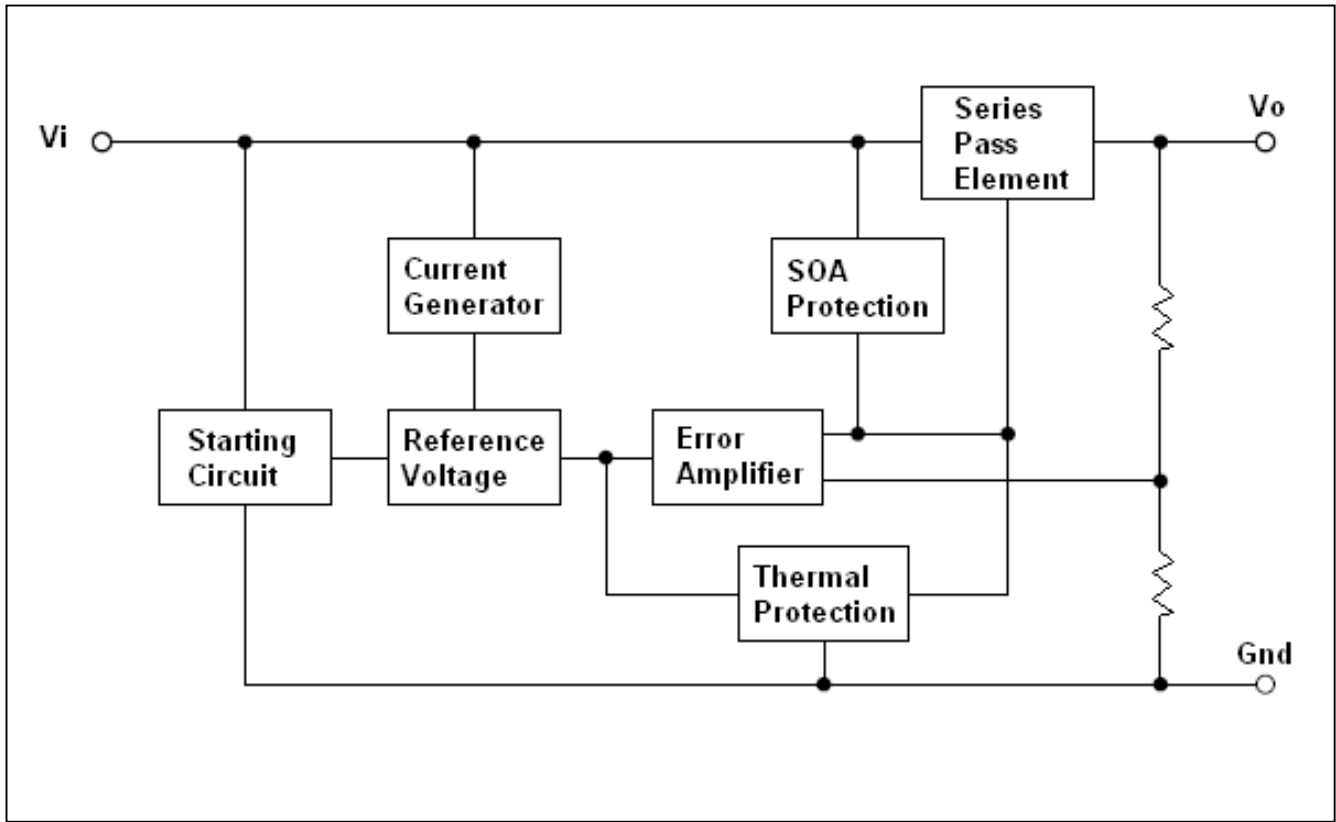 Vi
Series
Pass
Element
Vo
Current
Generator
SOA
Protection
Starting
Circuit
Reference
Voltage
Error
Amplifier
Thermal
Protection
Gnd